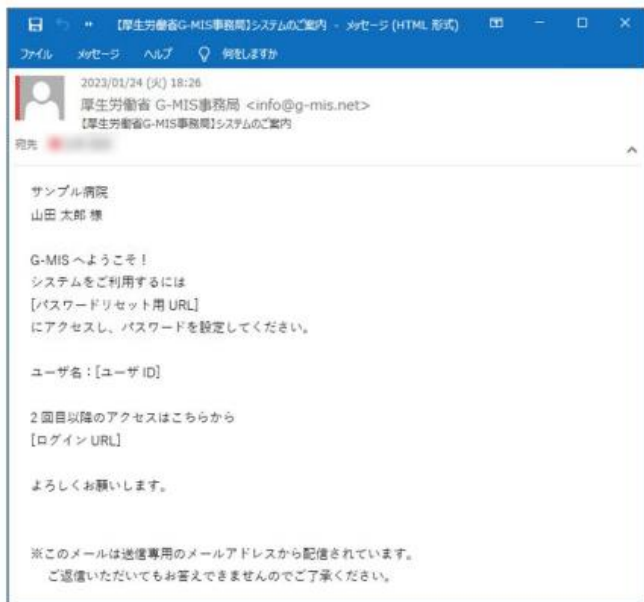 【厚生労働省G-MIS事務局】システムのご案内 - メッセージ (HTML 形式)
ファイル メッセージ ヘルプ 何をしますか
2023/01/24 (火) 18:26
厚生労働省 G-MIS事務局 <info@g-mis.net>
【厚生労働省G-MIS事務局】システムのご案内
宛先
サンプル病院
山田 太郎 様
G-MIS へようこそ！
システムをご利用するには
[パスワードリセット用 URL]
にアクセスし、パスワードを設定してください。
ユーザ名：[ユーザ ID]
2 回目以降のアクセスはこちらから
[ログイン URL]
よろしくお願いします。
※このメールは送信専用のメールアドレスから配信されています。
ご返信いただいてもお答えできませんのでご了承ください。